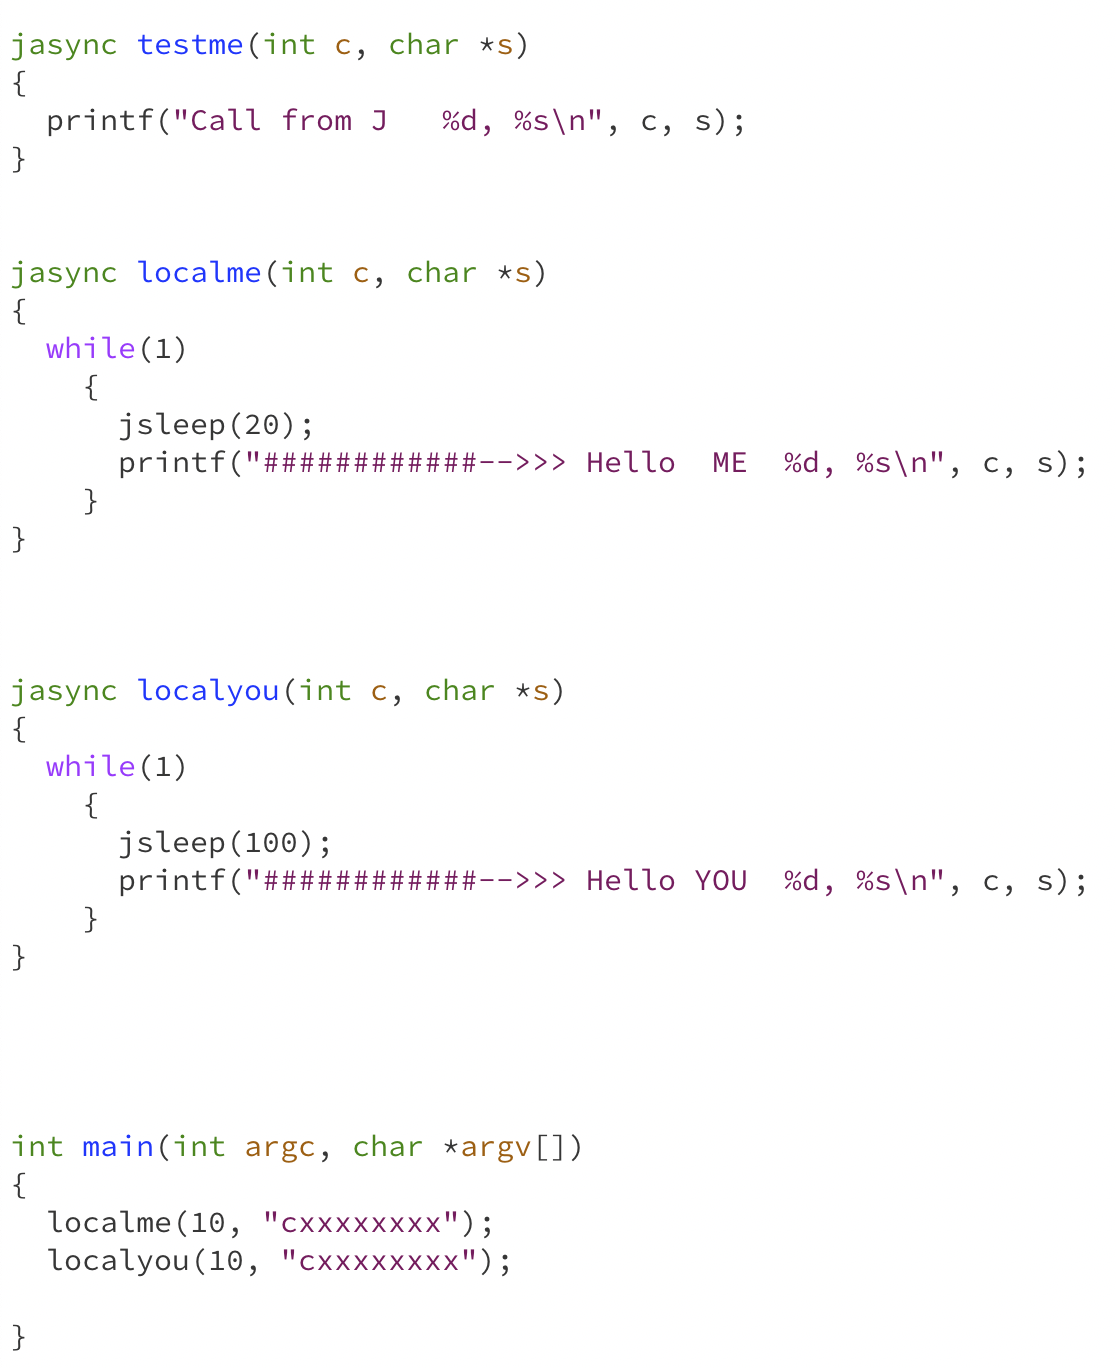 jasync testme(int c, char *s)
{
  printf("Call from J   %d, %s\n", c, s);
}
jasync localme(int c, char *s)
{
  while(1)
    {
      jsleep(20);
      printf("############-->>> Hello  ME  %d, %s\n", c, s);
    }
}
jasync localyou(int c, char *s)
{
  while(1)
    {
      jsleep(100);
      printf("############-->>> Hello YOU  %d, %s\n", c, s);
    }
}
int main(int argc, char *argv[])
{
  localme(10, "cxxxxxxxx");
  localyou(10, "cxxxxxxxx");
}